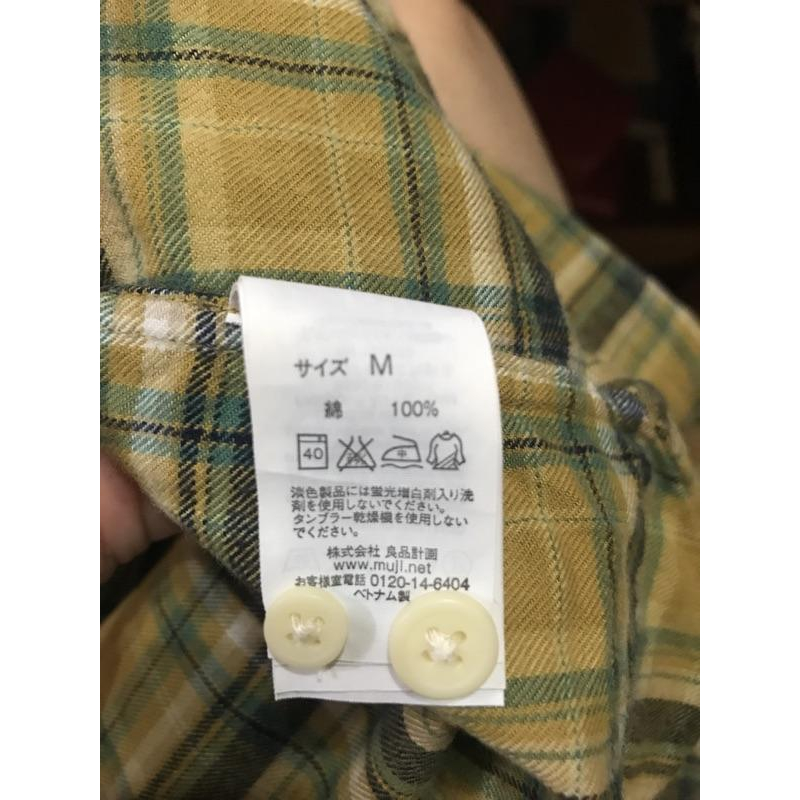 サイズ M
綿 100%
40
中
淡色製品には蛍光増白剤入り洗
剤を使用しないでください。
タンブラー乾燥機を使用しない
でください。
株式会社 良品計画
www.muji.net
お客様室電話 0120-14-6404
ベトナム製